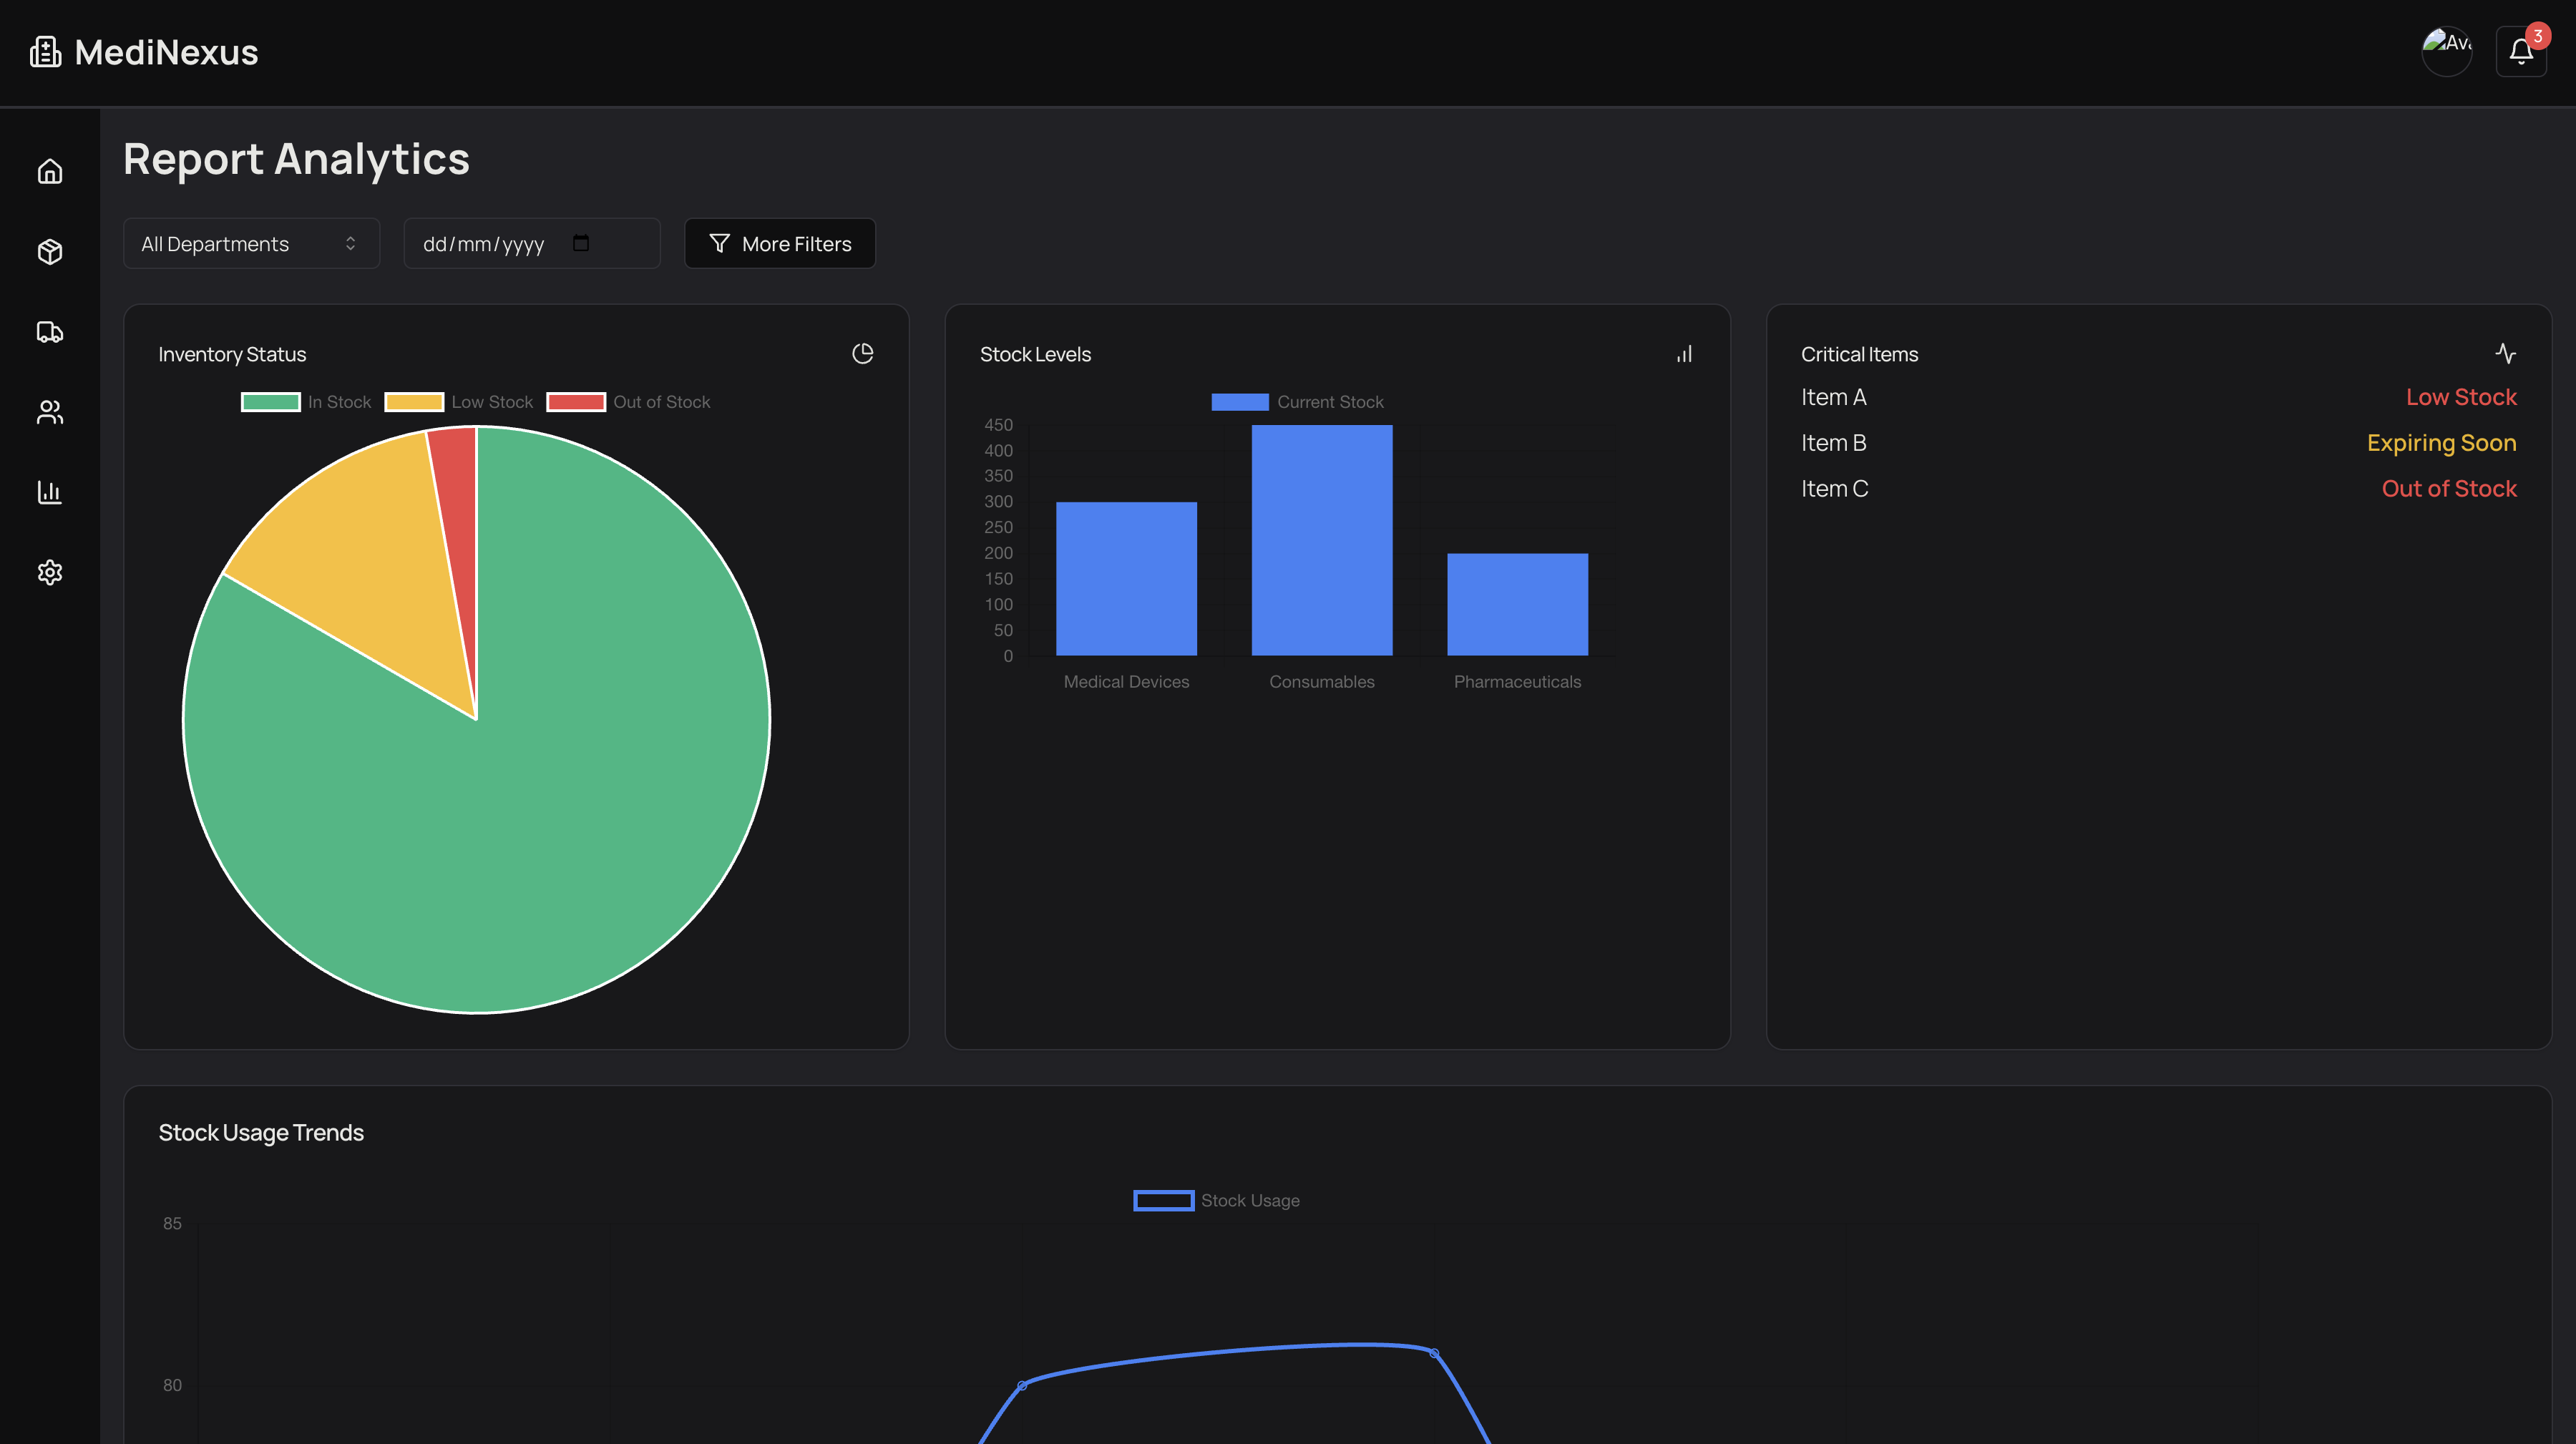 MediNexus
Av
3
Report Analytics
All Departments
dd/mm/yyyy
More Filters
Inventory Status
In Stock Low Stock Out of Stock
Stock Levels
Current Stock
450
400
350
300
250
200
150
100
50
0
Medical Devices Consumables Pharmaceuticals
Critical Items
Item A Low Stock
Item B Expiring Soon
Item C Out of Stock
Stock Usage Trends
Stock Usage
85
80